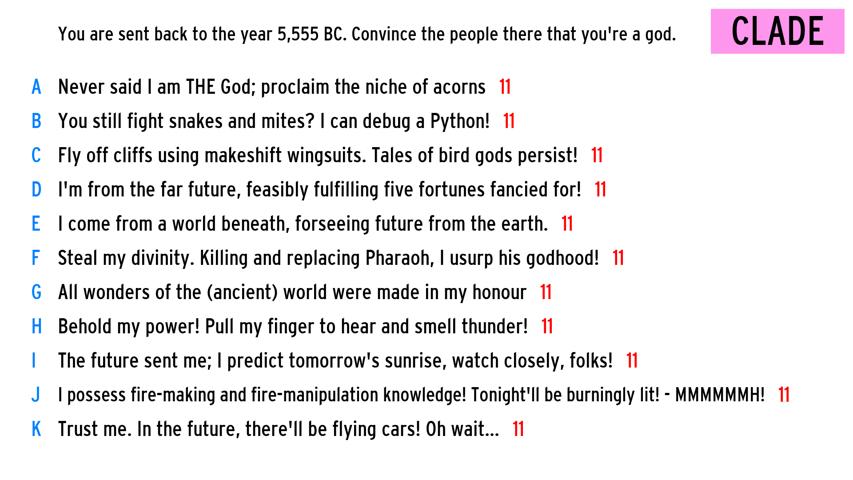 You are sent back to the year 5,555 BC. Convince the people there that you're a god.
CLADE
A Never said I am THE God; proclaim the niche of acorns 11
B You still fight snakes and mites? I can debug a Python! 11
C Fly off cliffs using makeshift wingsuits. Tales of bird gods persist! 11
D I'm from the far future, feasibly fulfilling five fortunes fancied for! 11
E I come from a world beneath, forseeing future from the earth. 11
F Steal my divinity. Killing and replacing Pharaoh, I usurp his godhood! 11
G All wonders of the (ancient) world were made in my honour 11
H Behold my power! Pull my finger to hear and smell thunder! 11
I The future sent me; I predict tomorrow's sunrise, watch closely, folks! 11
J I possess fire-making and fire-manipulation knowledge! Tonight'll be burningly lit! - MMMMMMH! 11
K Trust me. In the future, there'll be flying cars! Oh wait... 11